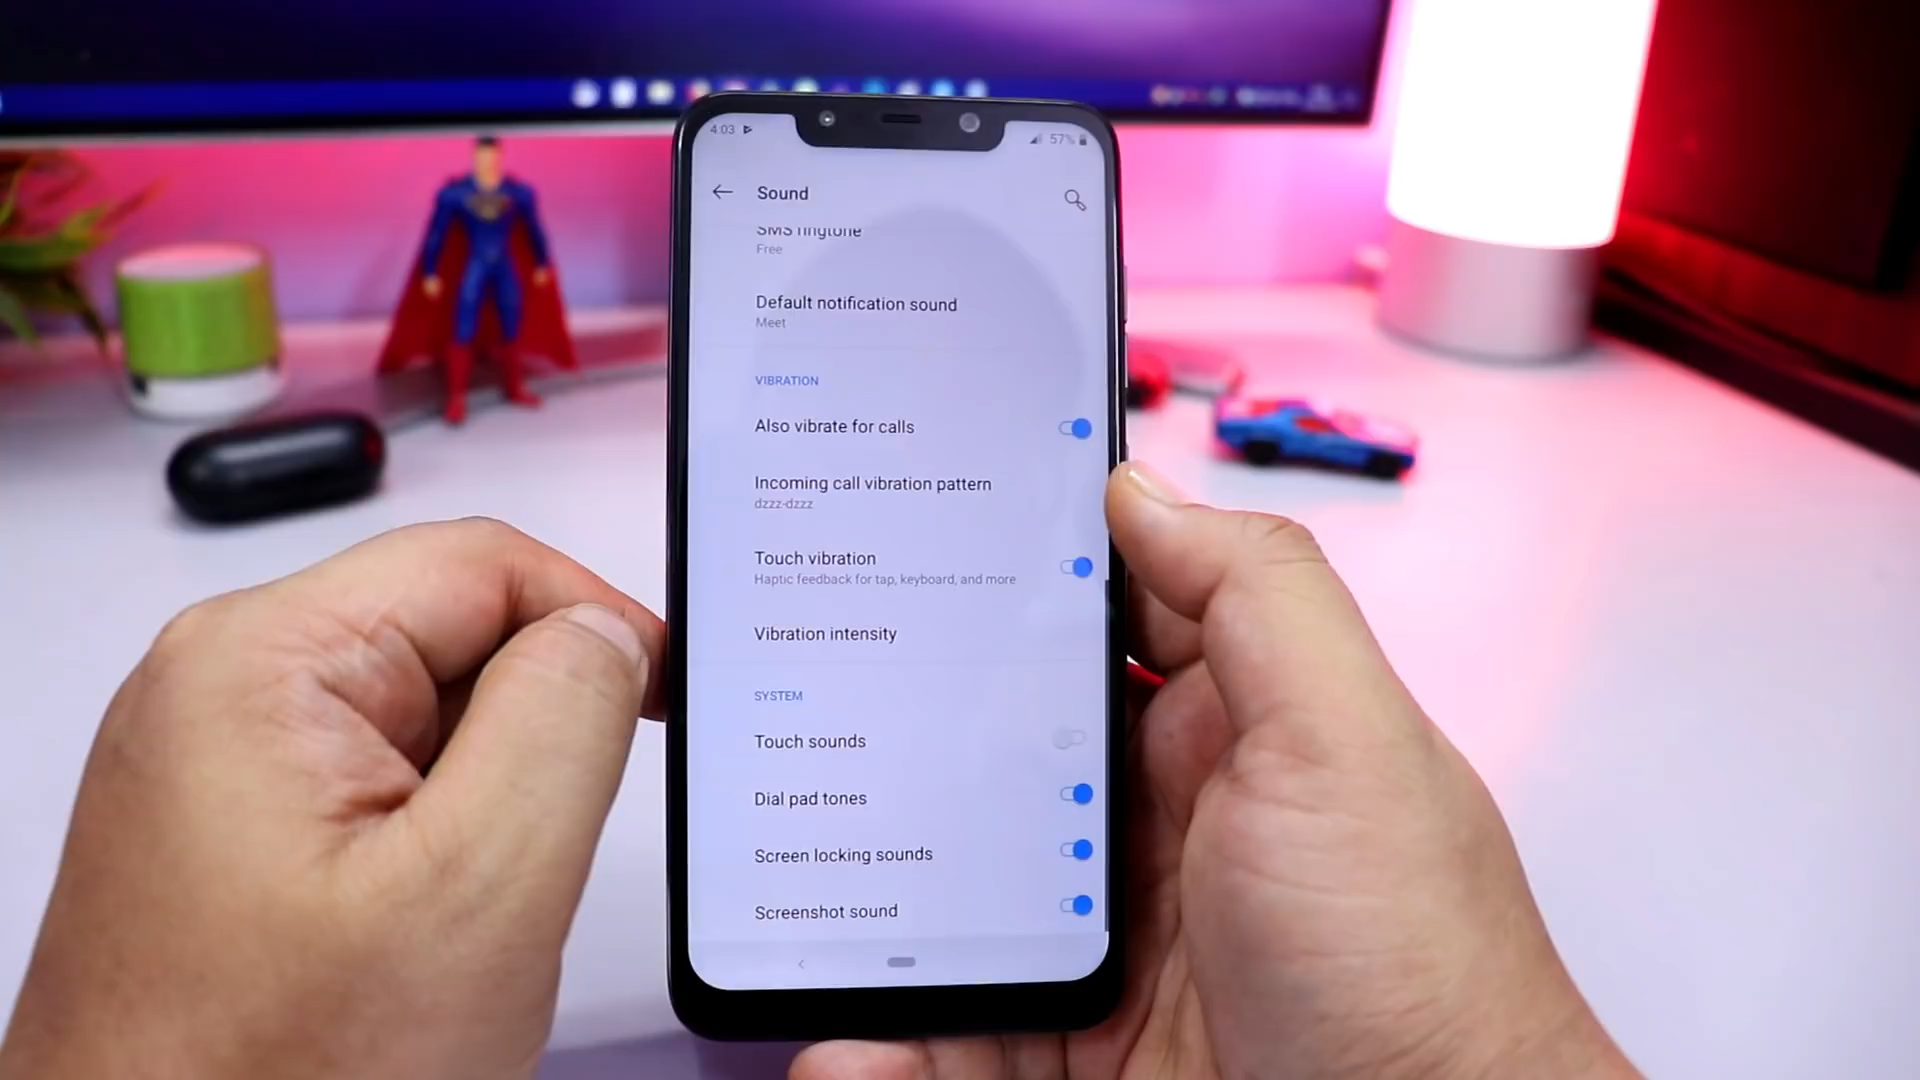 4:03
57%
Sound
SMS ringtone
Free
Default notification sound
Meet
VIBRATION
Also vibrate for calls
Incoming call vibration pattern
dzzz-dzzz
Touch vibration
Haptic feedback for tap, keyboard, and more
Vibration intensity
SYSTEM
Touch sounds
Dial pad tones
Screen locking sounds
Screenshot sound